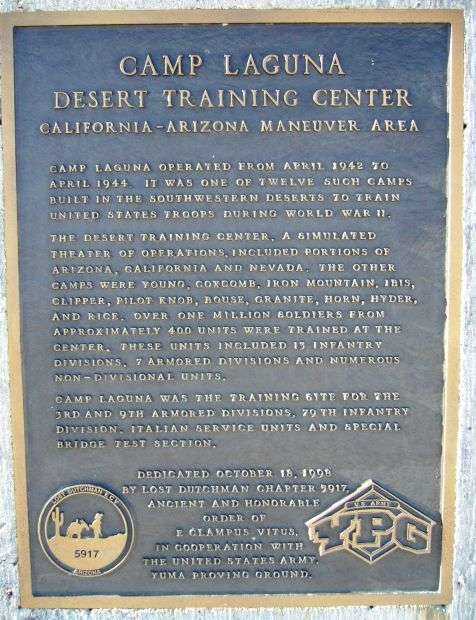 CAMP LAGUNA
DESERT TRAINING CENTER
CALIFORNIA-ARIZONA MANEUVER AREA
CAMP LAGUNA OPERATED FROM APRIL 1942 TO
APRIL 1944. IT WAS ONE OF TWELVE SUCH CAMPS
BUILT IN THE SOUTHWESTERN DESERTS TO TRAIN
UNITED STATES TROOPS DURING WORLD WAR II.
THE DESERT TRAINING CENTER, A SIMULATED
THEATER OF OPERATIONS, INCLUDED PORTIONS OF
ARIZONA, CALIFORNIA AND NEVADA. THE OTHER
CAMPS WERE YOUNG, COXCOMB, IRON MOUNTAIN, IBIS,
CLIPPER, PILOT KNOB, BOUSE, GRANITE, HORN, HYDER,
AND RICE. OVER ONE MILLION SOLDIERS FROM
APPROXIMATELY 400 UNITS WERE TRAINED AT THE
CENTER. THESE UNITS INCLUDED 13 INFANTRY
DIVISIONS, 7 ARMORED DIVISIONS AND NUMEROUS
NON-DIVISIONAL UNITS.
CAMP LAGUNA WAS THE TRAINING SITE FOR THE
3RD AND 9TH ARMORED DIVISIONS, 79TH INFANTRY
DIVISION, ITALIAN SERVICE UNITS AND SPECIAL
BRIDGE TEST SECTION.
DEDICATED OCTOBER 18, 1998
BY LOST DUTCHMAN CHAPTER 5917,
ANCIENT AND HONORABLE
ORDER OF
E CLAMPUS VITUS,
IN COOPERATION WITH
THE UNITED STATES ARMY,
YUMA PROVING GROUND.
LOST DUTCHMAN ECV
5917
ARIZONA
U.S. ARMY
YPG